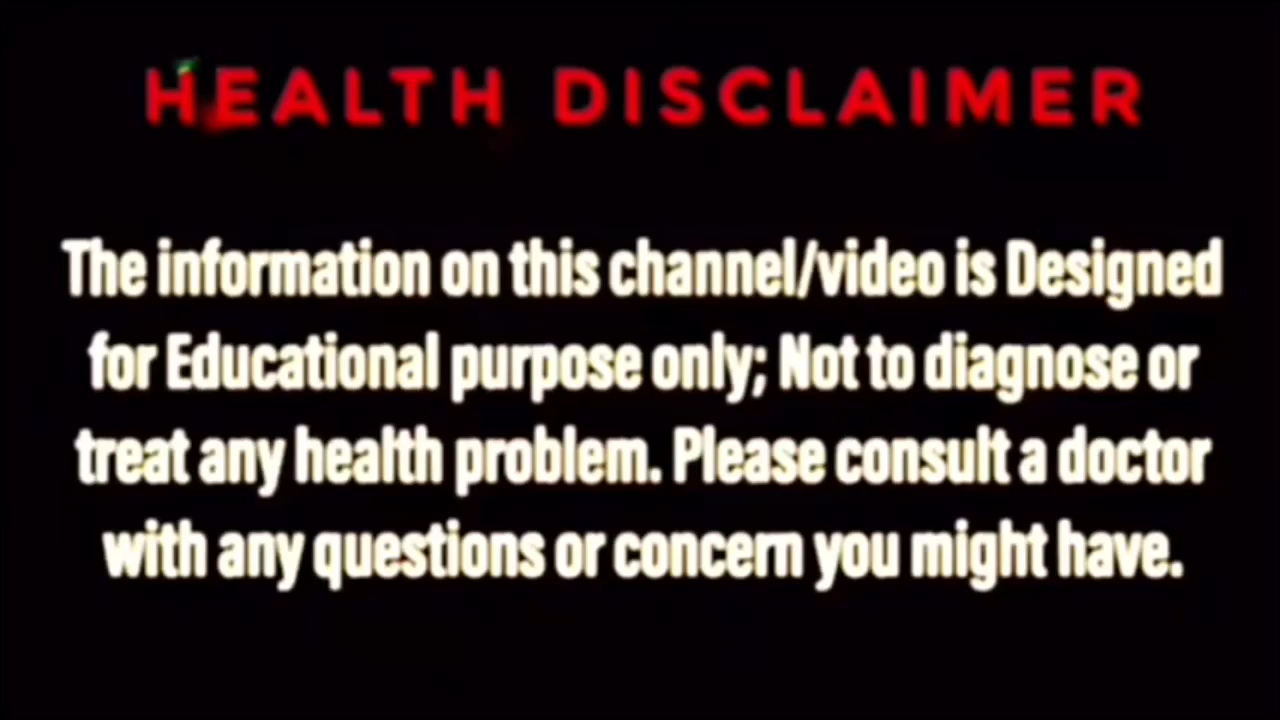 HEALTH DISCLAIMER
The information on this channel/video is Designed
for Educational purpose only; Not to diagnose or
treat any health problem. Please consult a doctor
with any questions or concern you might have.